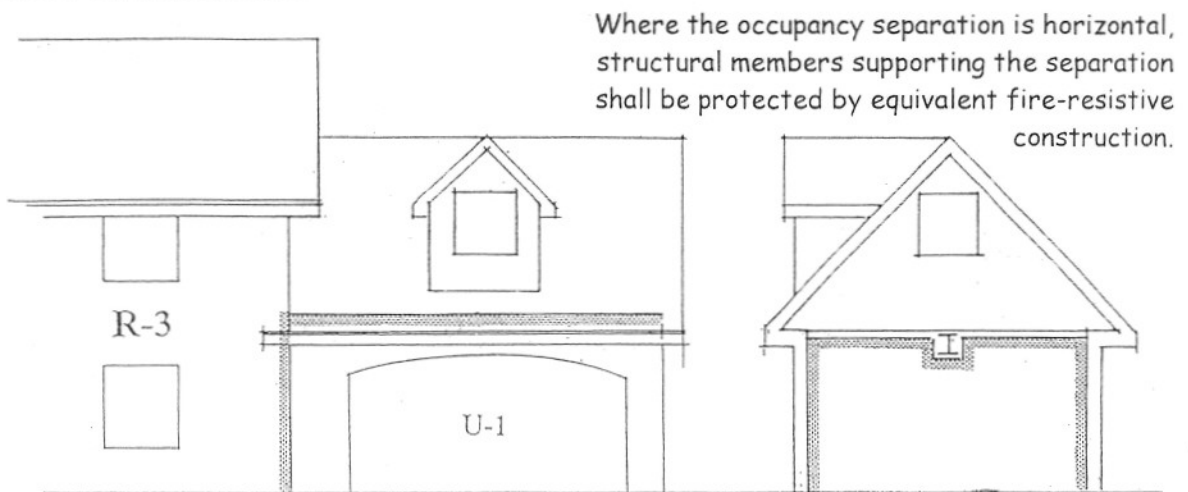 Where the occupancy separation is horizontal,
structural members supporting the separation
shall be protected by equivalent fire-resistive
construction.
R-3
U-1